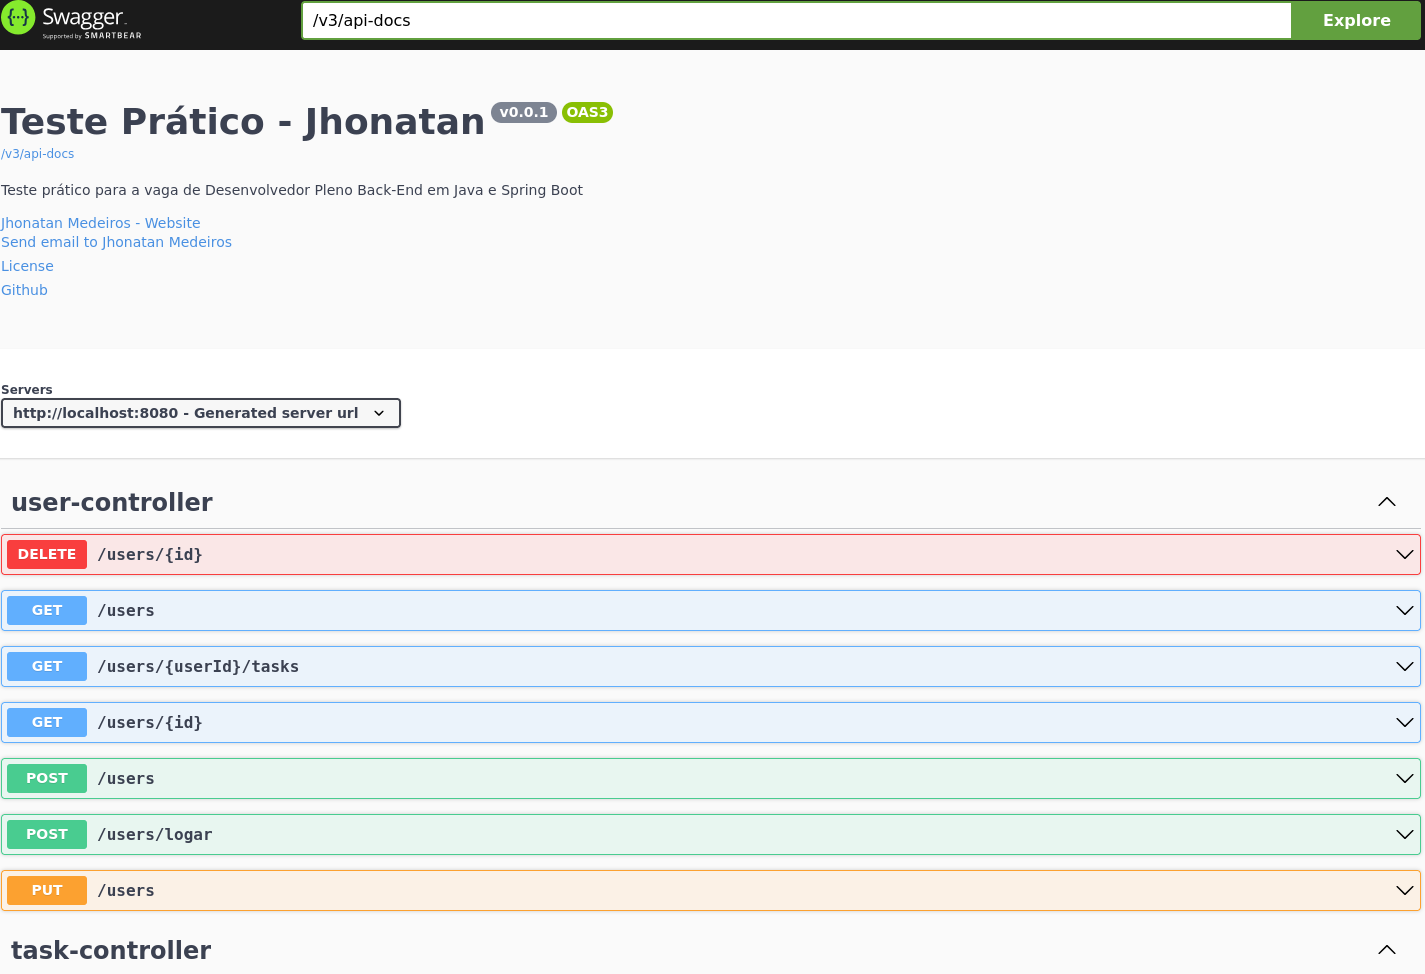 Swagger.
Supported by SMARTBEAR
/v3/api-docs
Explore
Teste Prático - Jhonatan v0.0.1 OAS3
/v3/api-docs
Teste prático para a vaga de Desenvolvedor Pleno Back-End em Java e Spring Boot
Jhonatan Medeiros - Website
Send email to Jhonatan Medeiros
License
Github
Servers
http://localhost:8080 - Generated server url
user-controller
DELETE /users/{id}
GET /users
GET /users/{userId}/tasks
GET /users/{id}
POST /users
POST /users/logar
PUT /users
task-controller